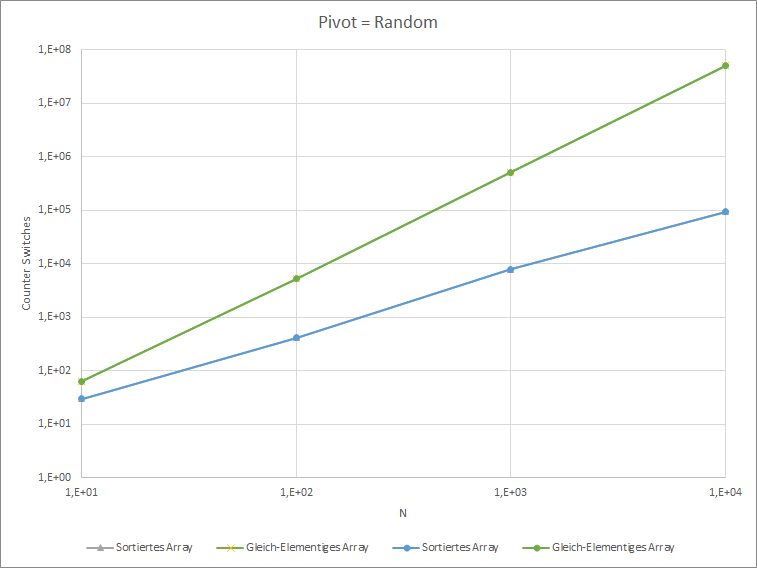 Pivot = Random
1,E+08
1,E+07
1,E+06
1,E+05
1,E+04
1,E+03
1,E+02
1,E+01
1,E+00
Counter Switches
1,E+01 1,E+02 1,E+03 1,E+04
N
Sortiertes Array Gleich-Elementiges Array Sortiertes Array Gleich-Elementiges Array